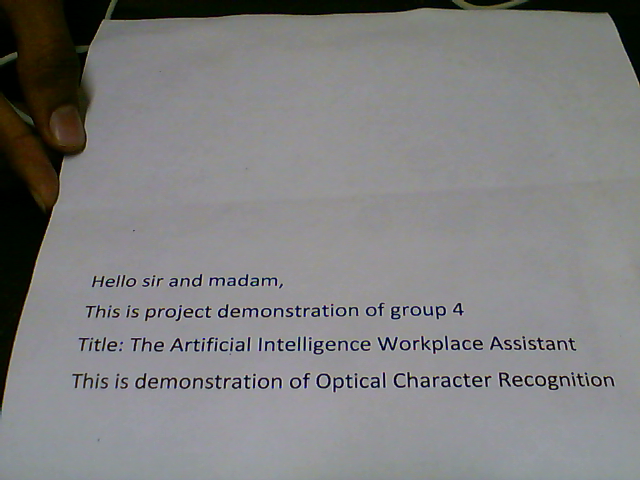 Hello sir and madam,
This is project demonstration of group 4
Title: The Artificial Intelligence Workplace Assistant
This is demonstration of Optical Character Recognition